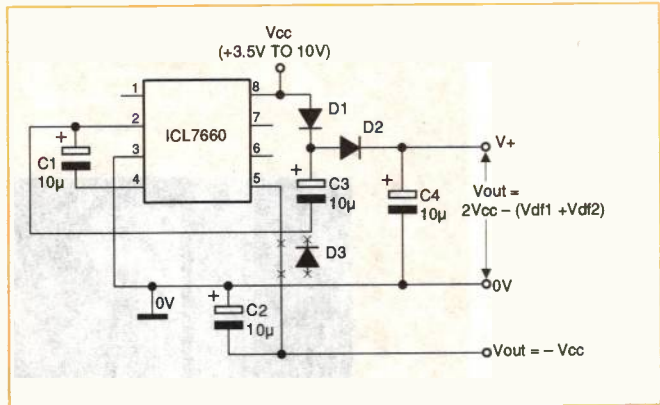 Vcc
(+3.5V TO 10V)
1
2
3
4
ICL7660
8
7
6
5
D1
D2
V+
+
C1
10µ
+
C3
10µ
+
C4
10µ
Vout =
2Vcc – (Vdf1 +Vdf2)
D3
0V
0V
+
C2
10µ
Vout = – Vcc